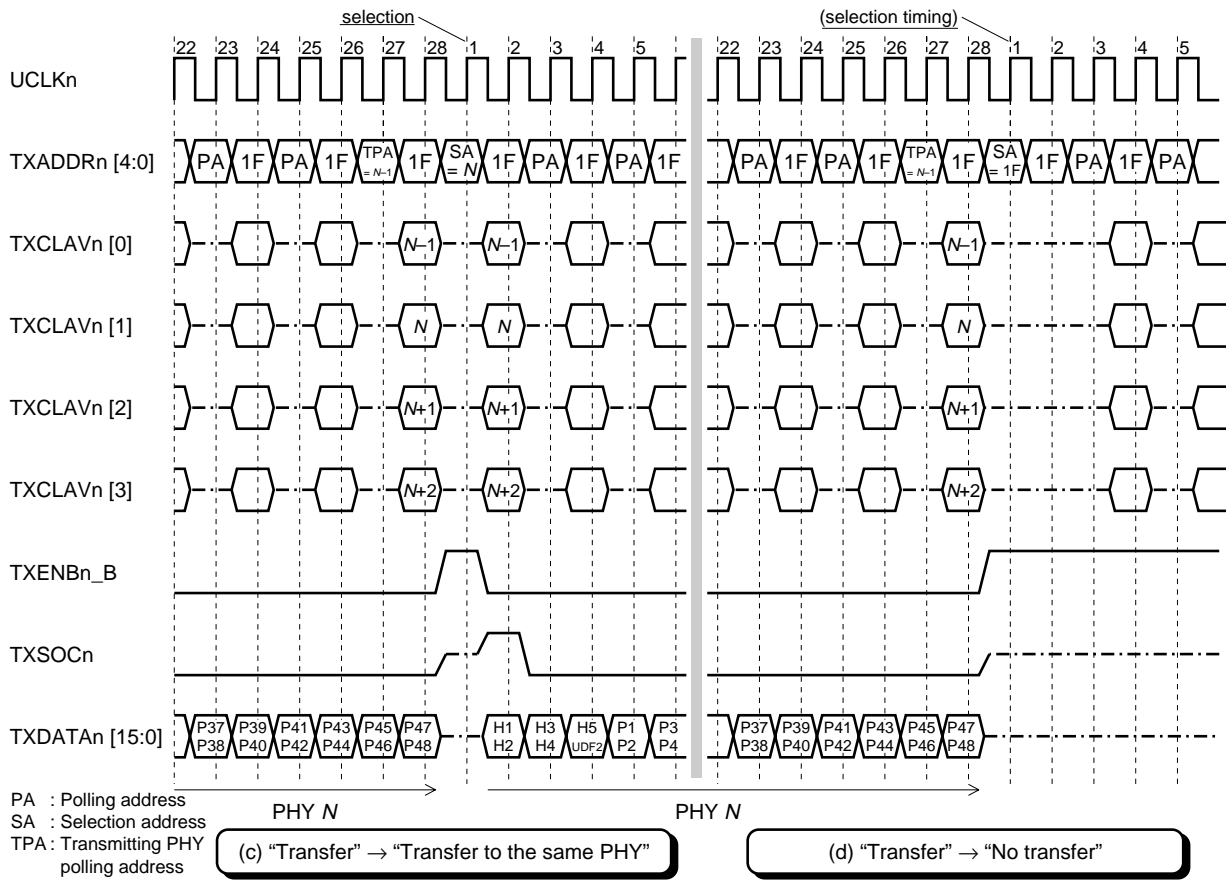 selection (selection timing)
22 23 24 25 26 27 28 1 2 3 4 5 22 23 24 25 26 27 28 1 2 3 4 5
UCLKn
TXADDRn [4:0] PA 1F PA 1F TPA = N–1 1F SA = N 1F PA 1F PA 1F PA 1F PA 1F TPA = N–1 1F SA = 1F 1F PA 1F PA
TXCLAVn [0] N–1 N–1 N–1
TXCLAVn [1] N N N
TXCLAVn [2] N+1 N+1 N+1
TXCLAVn [3] N+2 N+2 N+2
TXENBn_B
TXSOCn
P37 P39 P41 P43 P45 P47 H1 H3 H5 P1 P3 P37 P39 P41 P43 P45 P47
TXDATAn [15:0]
P38 P40 P42 P44 P46 P48 H2 H4 UDF2 P2 P4 P38 P40 P42 P44 P46 P48
PHY N PHY N
PA : Polling address
SA : Selection address
TPA : Transmitting PHY
polling address
(c) “Transfer” → “Transfer to the same PHY”
(d) “Transfer” → “No transfer”